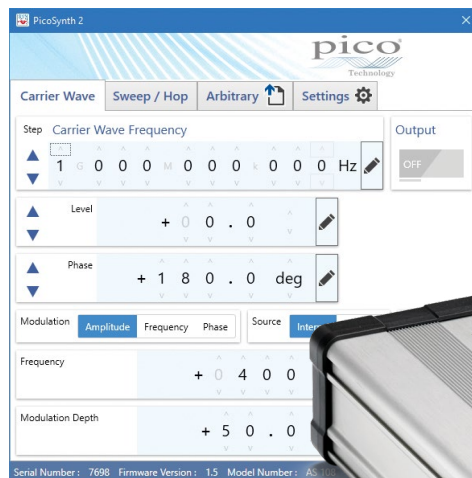 PicoSynth 2
pico
Technology
Carrier Wave Sweep / Hop Arbitrary Settings
Step Carrier Wave Frequency Output
1 G 0 0 0 M 0 0 0 k 0 0 0 Hz OFF
Level
+ 0 0 . 0
Phase
+ 1 8 0 . 0 deg
Modulation Amplitude Frequency Phase Source
Frequency
+ 0 4 0 0
Modulation Depth
+ 5 0 . 0
Serial Number : 7698 Firmware Version : 1.5 Model Number : AS 108